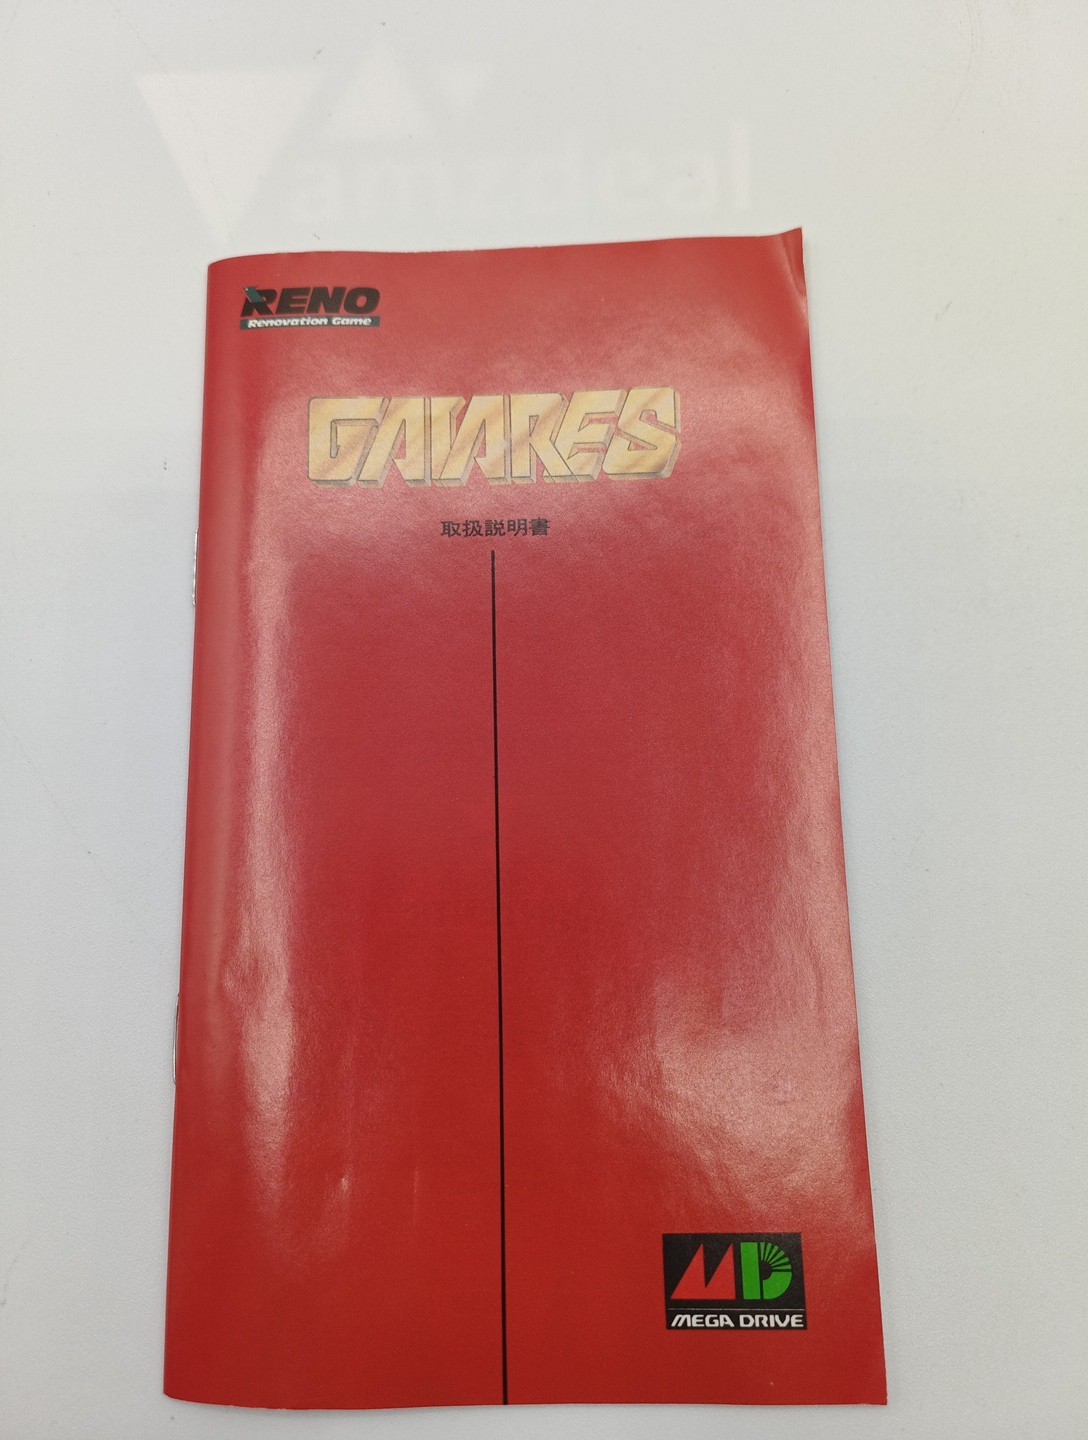 RENO
Renovation Game
GAIARES
取扱説明書
MD
MEGA DRIVE